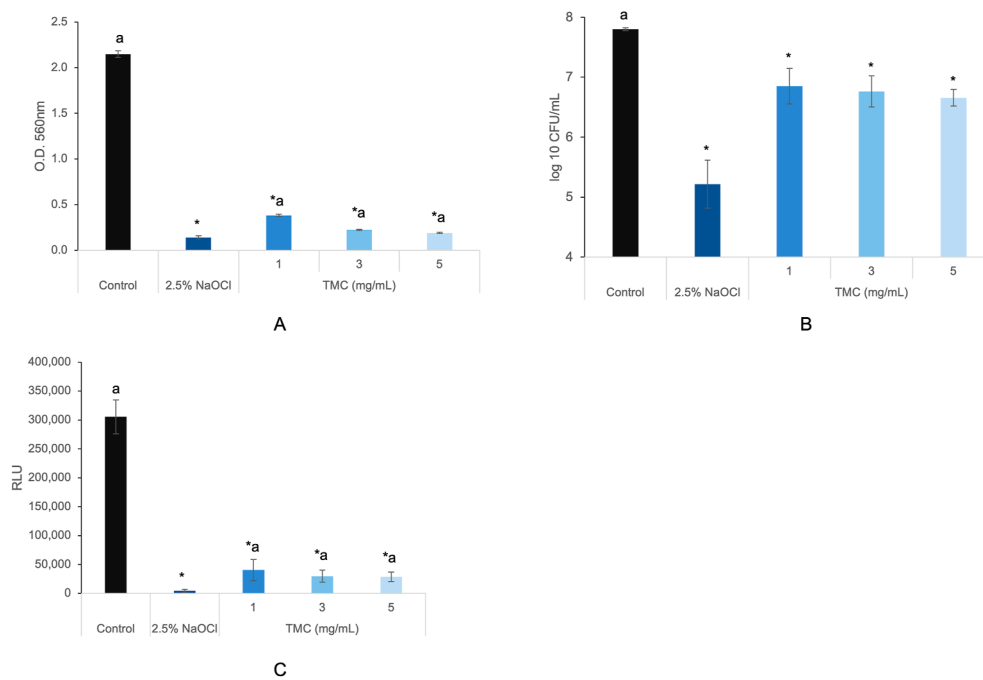 2.5
2.0
1.5
1.0
0.5
0.0
O.D. 560nm
a
*
*a
*a
*a
1
3
5
Control
2.5% NaOCl
TMC (mg/mL)
A
8
7
6
5
4
log 10 CFU/mL
a
*
*
*
*
1
3
5
Control
2.5% NaOCl
TMC (mg/mL)
B
400,000
350,000
300,000
250,000
200,000
150,000
100,000
50,000
0
RLU
a
*
*a
*a
*a
1
3
5
Control
2.5% NaOCl
TMC (mg/mL)
C